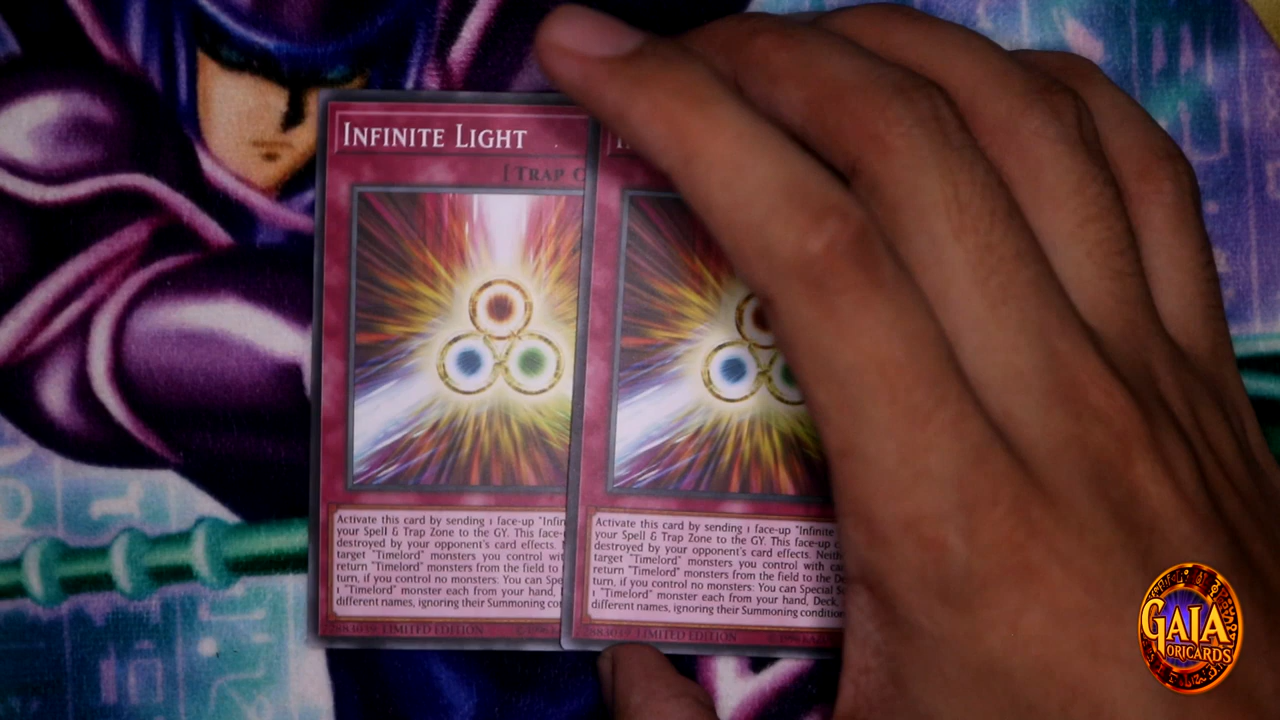 INFINITE LIGHT
[TRAP C
Activate this card by sending 1 face-up "Infin
your Spell & Trap Zone to the GY. This face-
destroyed by your opponent's card effects.
target "Timelord" monsters you control wit
return "Timelord" monsters from the field to
turn, if you control no monsters: You can Spe
1 "Timelord" monster each from your hand,
different names, ignoring their Summoning co
LIMITED EDITION
Activate this card by sending 1 face-up "Infinite
your Spell & Trap Zone to the GY. This face-up c
destroyed by your opponent's card effects. Neith
target "Timelord" monsters you control with ca
return "Timelord" monsters from the field to the De
turn, if you control no monsters: You can Special S
1 "Timelord" monster each from your hand, Deck,
different names, ignoring their Summoning condition
LIMITED EDITION
GAIA
ORICARDS